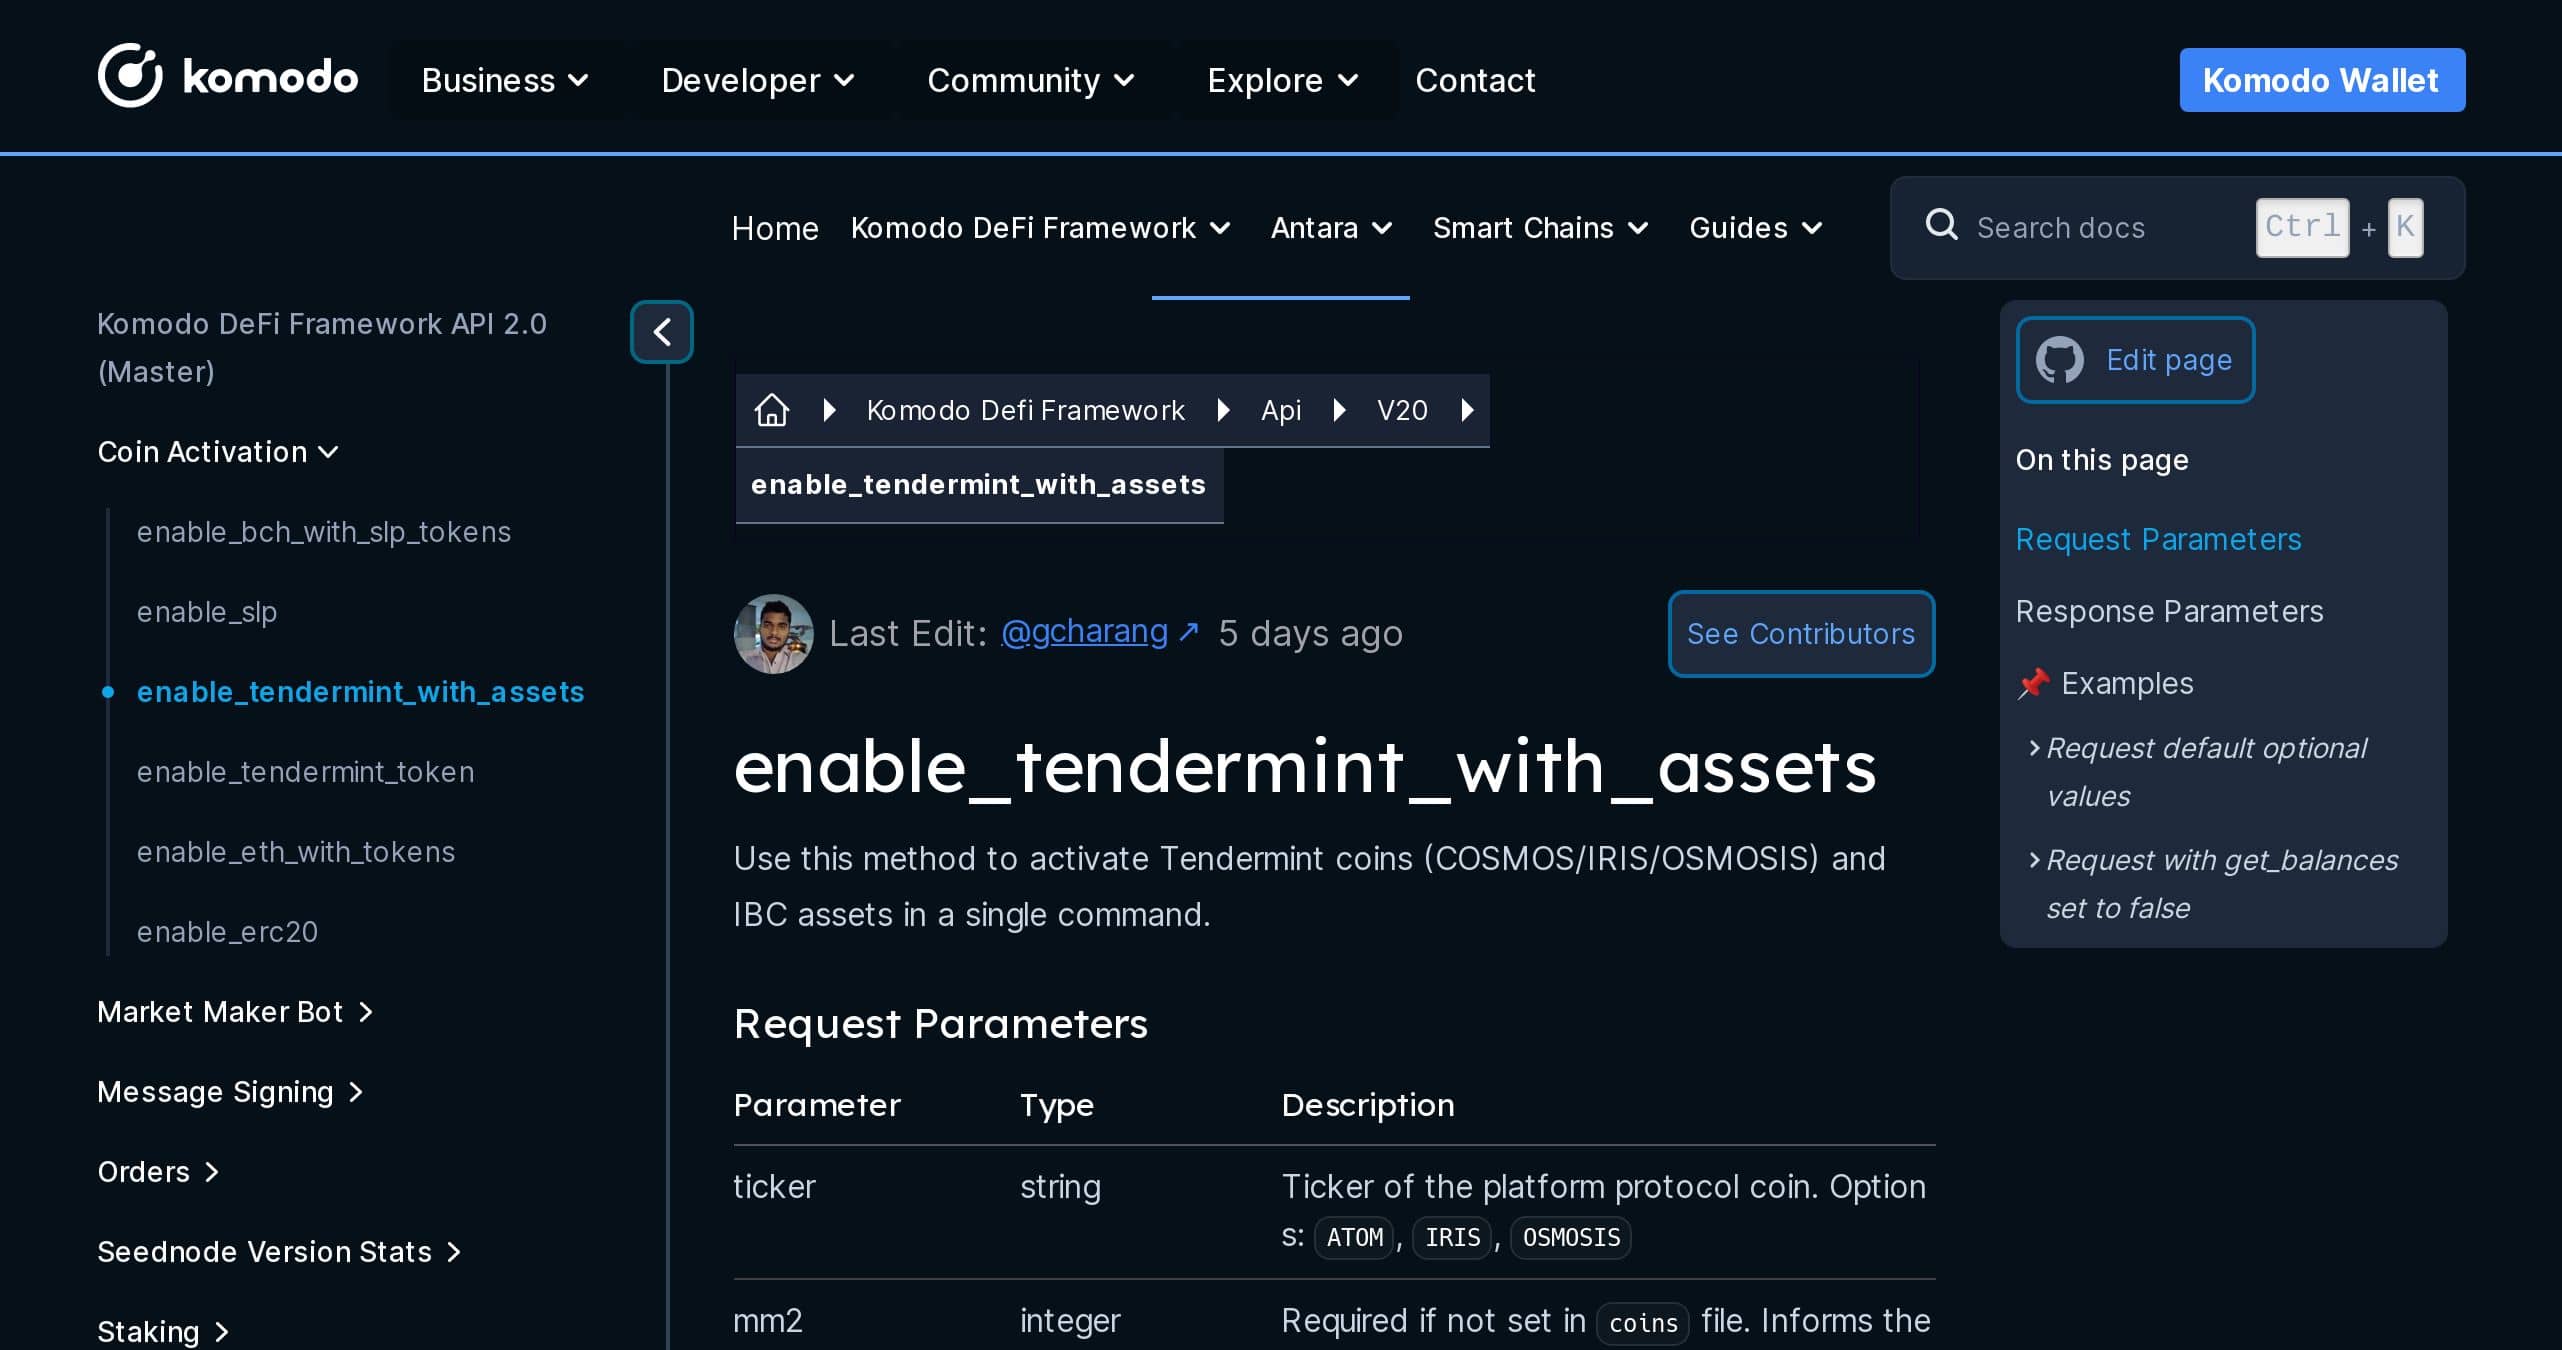 komodo
Business
Developer
Community
Explore
Contact
Komodo Wallet
Home
Komodo DeFi Framework
Antara
Smart Chains
Guides
Search docs
Ctrl + K
Komodo DeFi Framework API 2.0
(Master)
Coin Activation
enable_bch_with_slp_tokens
enable_slp
enable_tendermint_with_assets
enable_tendermint_token
enable_eth_with_tokens
enable_erc20
Market Maker Bot
Message Signing
Orders
Seednode Version Stats
Staking
Komodo Defi Framework
Api
V20
enable_tendermint_with_assets
Last Edit: @gcharang ↗ 5 days ago
See Contributors
enable_tendermint_with_assets
Use this method to activate Tendermint coins (COSMOS/IRIS/OSMOSIS) and
IBC assets in a single command.
Request Parameters
Parameter Type Description
ticker string Ticker of the platform protocol coin. Option
s: ATOM, IRIS, OSMOSIS
mm2 integer Required if not set in coins file. Informs the
Edit page
On this page
Request Parameters
Response Parameters
📌 Examples
Request default optional
values
Request with get_balances
set to false